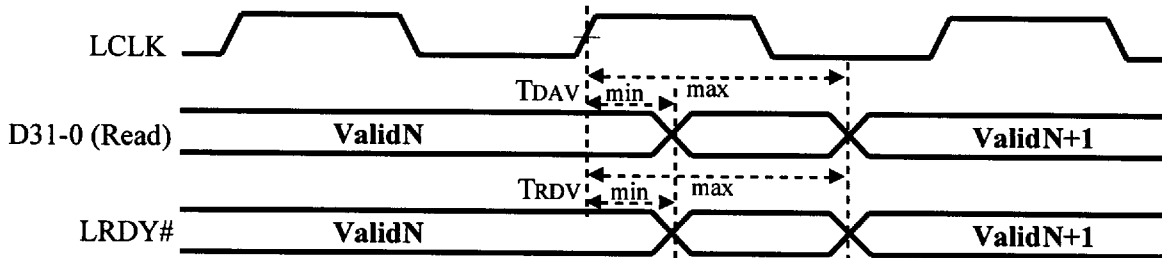 LCLK
TDAV min max
D31-0 (Read) ValidN ValidN+1
TRDV min max
LRDY# ValidN ValidN+1